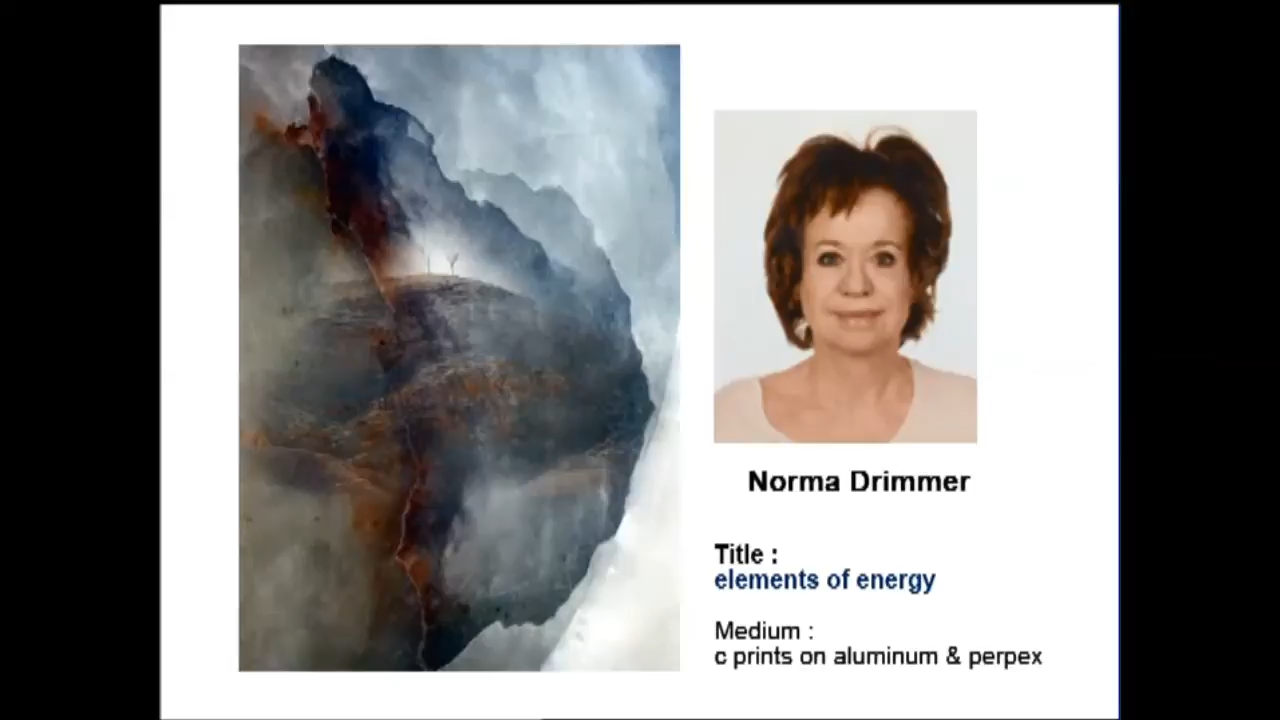 Norma Drimmer
Title :
elements of energy
Medium :
c prints on aluminum & perpex